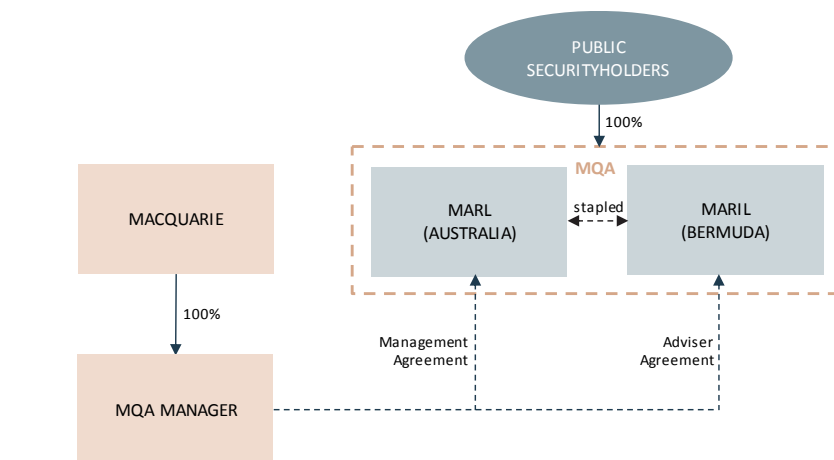 PUBLIC
SECURITYHOLDERS
100%
MQA
MACQUARIE
MARL
(AUSTRALIA)
stapled
MARIL
(BERMUDA)
100%
Management
Agreement
Adviser
Agreement
MQA MANAGER